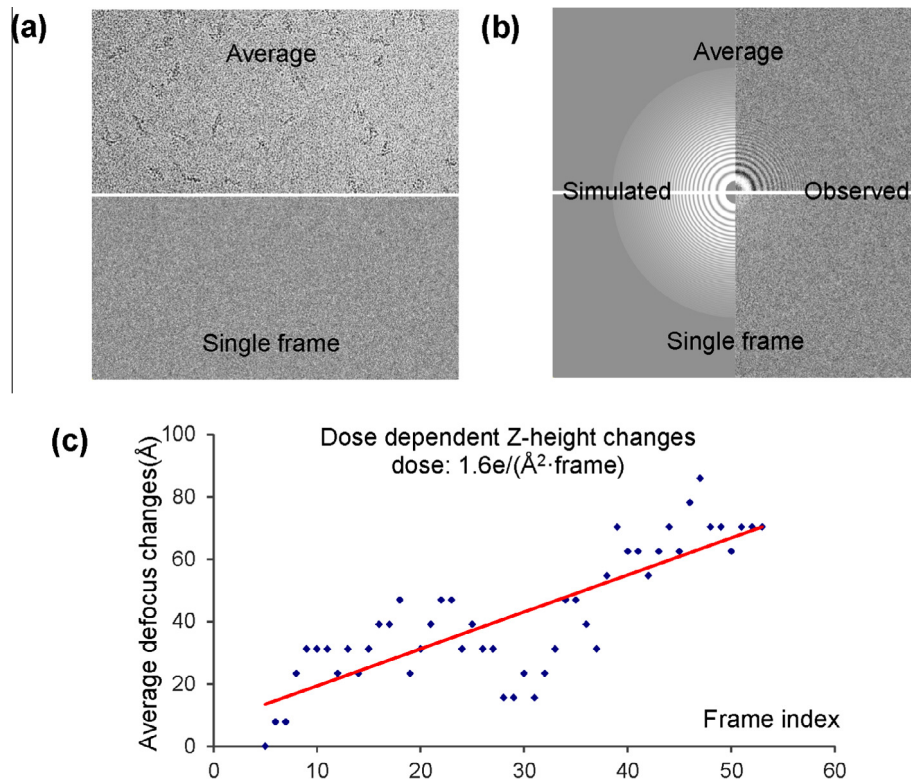 (a)
Average
Single frame
(b)
Average
Simulated
Observed
Single frame
(c)
Dose dependent Z-height changes
dose: 1.6e/(Å²·frame)
Average defocus changes(Å)
100
80
60
40
20
0
0 10 20 30 40 50 60
Frame index